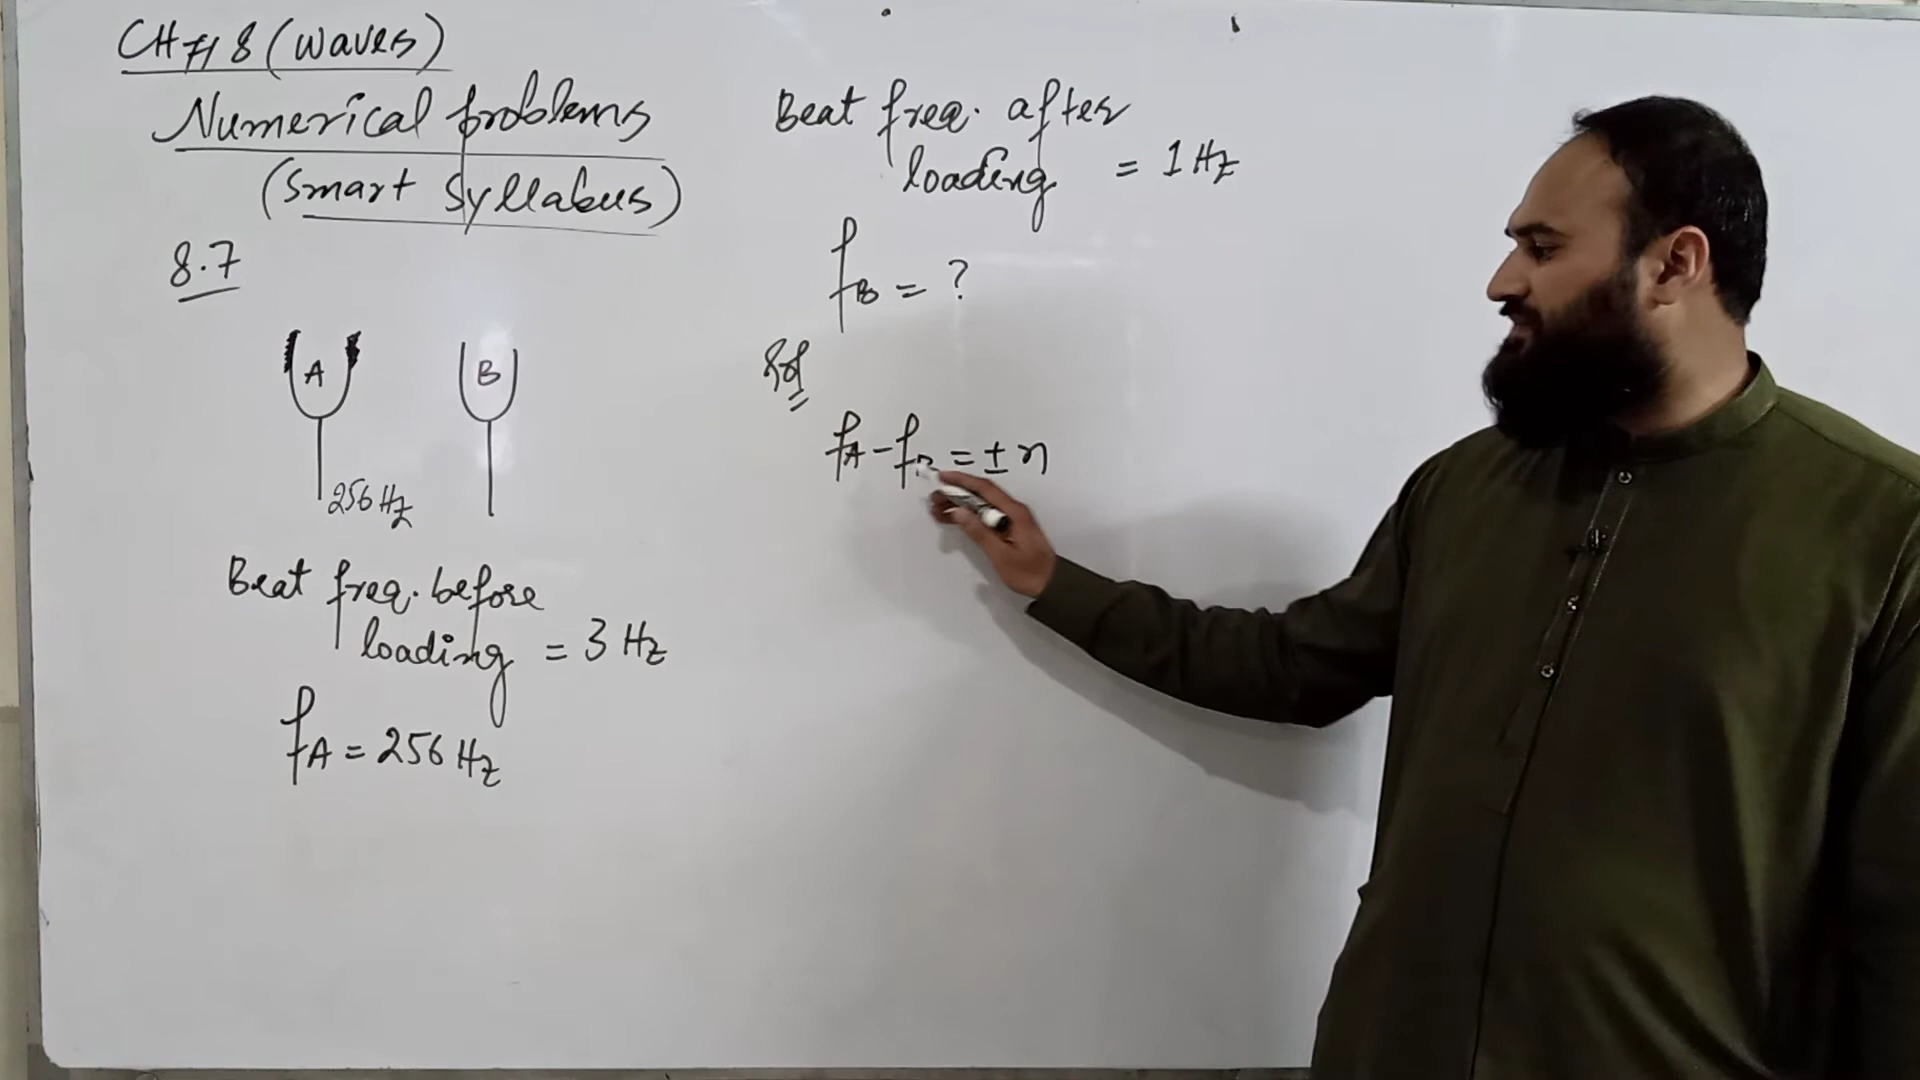 CH#8 (Waves)
Numerical problems
(Smart Syllabus)
8.7
A
B
256 Hz
Beat freq. before
loading = 3 Hz
fA = 256 Hz
Beat freq. after
loading = 1 Hz
fB = ?
Sol
fA - fB = ± n